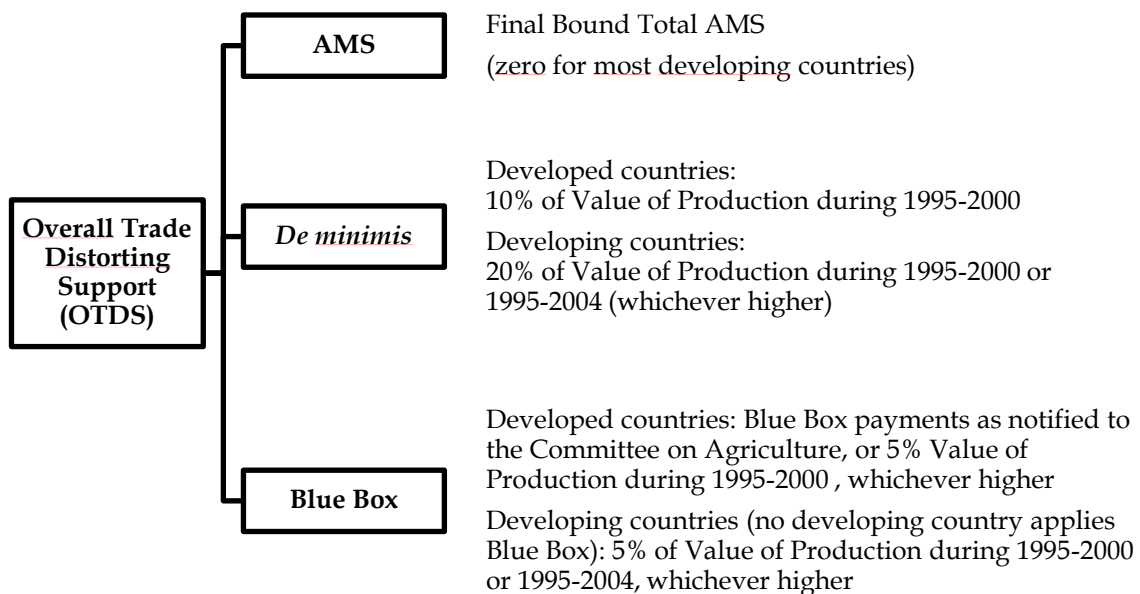 Overall Trade
Distorting
Support
(OTDS)
AMS
Final Bound Total AMS
(zero for most developing countries)
De minimis
Developed countries:
10% of Value of Production during 1995-2000
Developing countries:
20% of Value of Production during 1995-2000 or
1995-2004 (whichever higher)
Blue Box
Developed countries: Blue Box payments as notified to
the Committee on Agriculture, or 5% Value of
Production during 1995-2000 , whichever higher
Developing countries (no developing country applies
Blue Box): 5% of Value of Production during 1995-2000
or 1995-2004, whichever higher